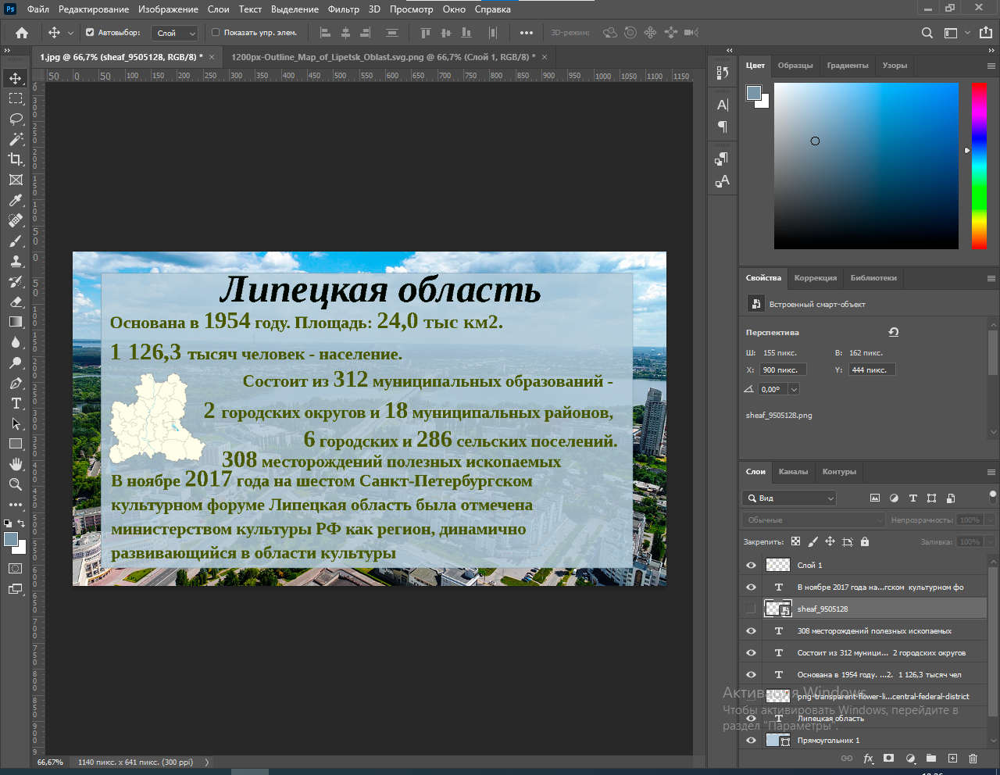 Ps Файл Редактирование Изображение Слои Текст Выделение Фильтр 3D Просмотр Окно Справка
Автовыбор: Слой Показать упр. элем. 3D-режим:
1.jpg @ 66,7% (sheaf_9505128, RGB/8) * ×
1200px-Outline_Map_of_Lipetsk_Oblast.svg.png @ 66,7% (Слой 1, RGB/8) * ×
50 0 50 100 150 200 250 300 350 400 450 500 550 600 650 700 750 800 850 900 950 1000 1050 1100 1150
Липецкая область
Основана в 1954 году. Площадь: 24,0 тыс км2.
1 126,3 тысяч человек - население.
Состоит из 312 муниципальных образований -
2 городских округов и 18 муниципальных районов,
6 городских и 286 сельских поселений.
308 месторождений полезных ископаемых
В ноябре 2017 года на шестом Санкт-Петербургском
культурном форуме Липецкая область была отмечена
министерством культуры РФ как регион, динамично
развивающийся в области культуры
66,67% 1140 пикс. x 641 пикс. (300 ppi)
Цвет Образцы Градиенты Узоры
Свойства Коррекция Библиотеки
Встроенный смарт-объект
Перспектива
Ш: 155 пикс. В: 162 пикс.
X: 900 пикс. Y: 444 пикс.
0,00°
sheaf_9505128.png
Слои Каналы Контуры
Вид
Обычные Непрозрачность: 100%
Закрепить: Заливка: 100%
Слой 1
В ноябре 2017 года на...гском культурном фо
sheaf_9505128
308 месторождений полезных ископаемых
Состоит из 312 муници... 2 городских округов
Основана в 1954 году. ...2. 1 126,3 тысяч чел
png-transparent-flower-li...central-federal-district
Липецкая область
Прямоугольник 1
Активация Windows
Чтобы активировать Windows, перейдите в
раздел "Параметры".